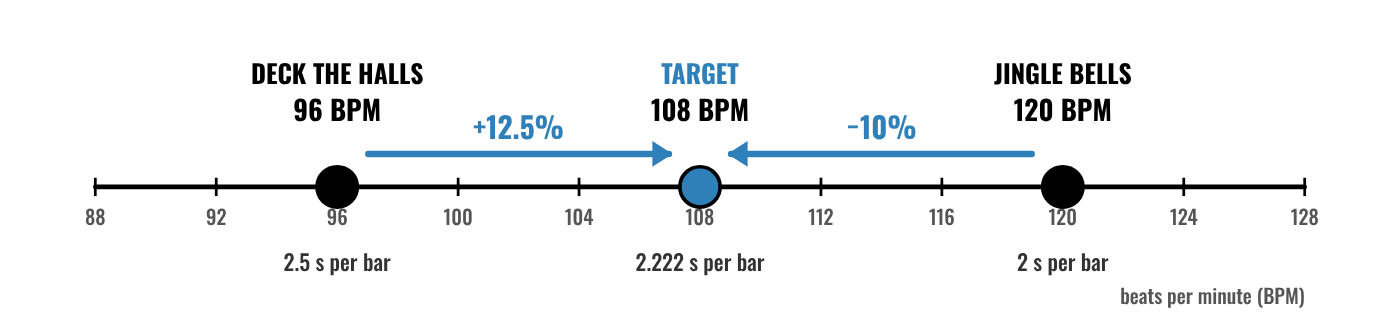 DECK THE HALLS
96 BPM
TARGET
108 BPM
JINGLE BELLS
120 BPM
+12.5%
-10%
88 92 96 100 104 108 112 116 120 124 128
2.5 s per bar
2.222 s per bar
2 s per bar
beats per minute (BPM)